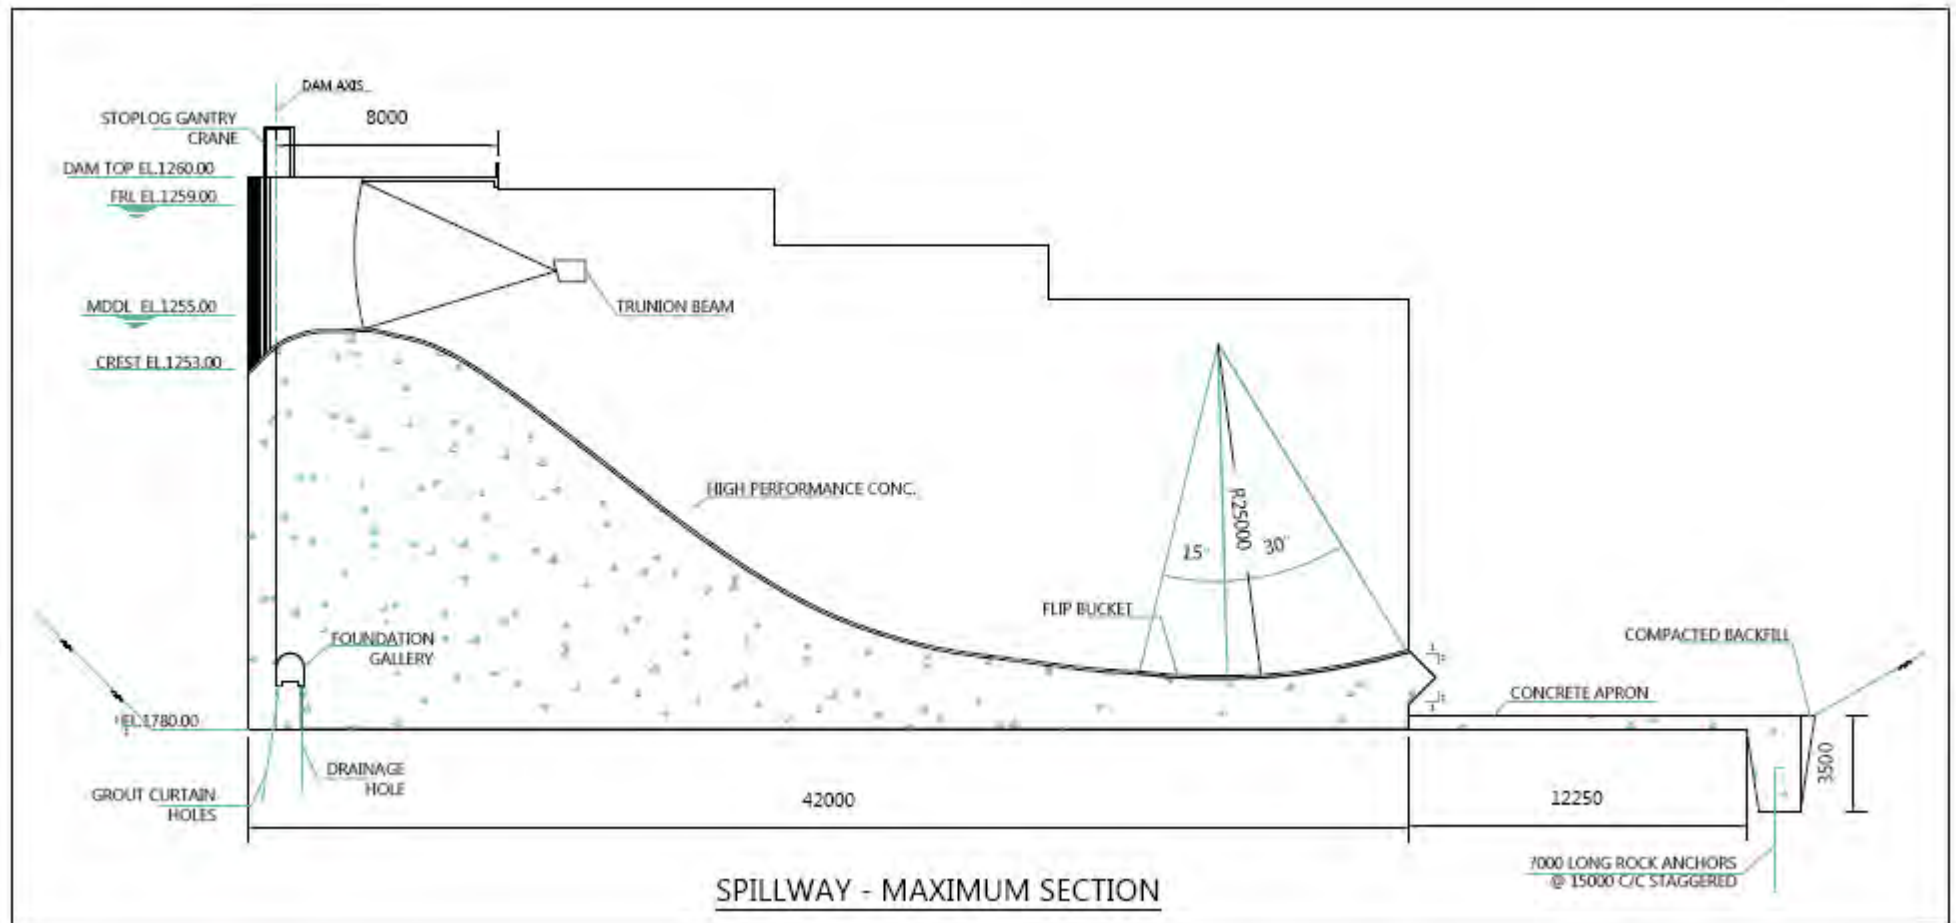 DAM AXIS
STOPLOG GANTRY
CRANE
8000
DAM TOP EL.1260.00
FRL EL.1259.00
MDDL EL.1255.00
TRUNION BEAM
CREST EL.1253.00
HIGH PERFORMANCE CONC.
R25000
15°
30°
FLIP BUCKET
FOUNDATION
GALLERY
COMPACTED BACKFILL
CONCRETE APRON
EL.1780.00
DRAINAGE
HOLE
GROUT CURTAIN
HOLES
42000
12250
3500
7000 LONG ROCK ANCHORS
@ 15000 C/C STAGGERED
SPILLWAY - MAXIMUM SECTION